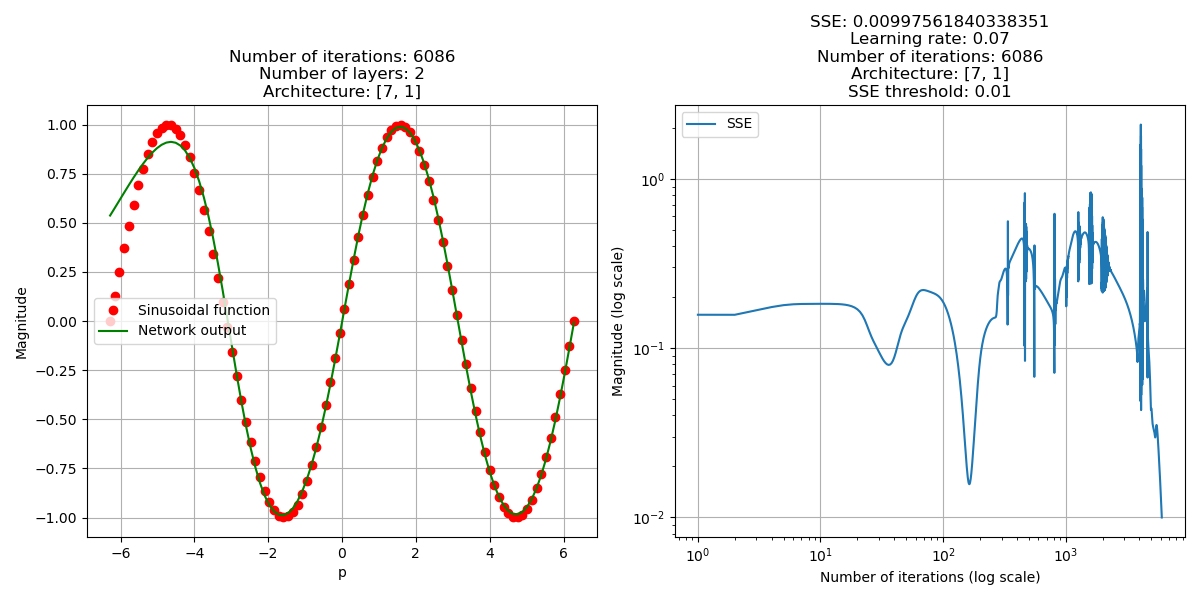 Number of iterations: 6086
Number of layers: 2
Architecture: [7, 1]
1.00
0.75
0.50
0.25
0.00
−0.25
−0.50
−0.75
−1.00
Magnitude
Sinusoidal function
Network output
−6
−4
−2
0
2
4
6
p
SSE: 0.00997561840338351
Learning rate: 0.07
Number of iterations: 6086
Architecture: [7, 1]
SSE threshold: 0.01
SSE
10⁰
10⁻¹
10⁻²
Magnitude (log scale)
10⁰
10¹
10²
10³
Number of iterations (log scale)